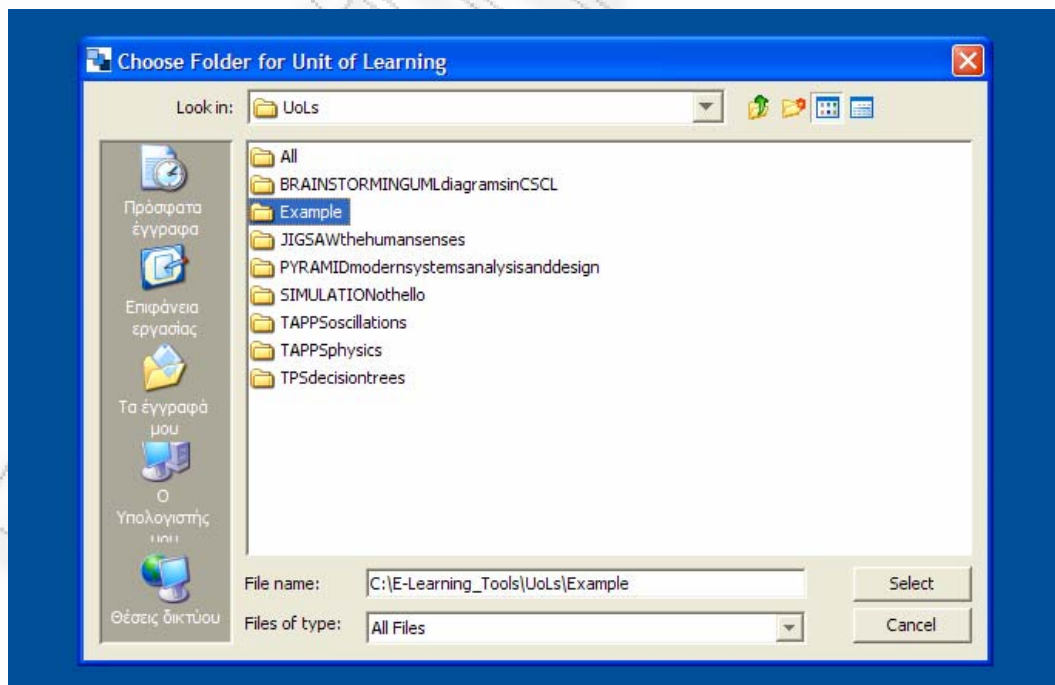 Choose Folder for Unit of Learning
Look in:
UoLs
Πρόσφατα
έγγραφα
Επιφάνεια
εργασίας
Τα έγγραφά
μου
Ο
Υπολογιστής
μου
Θέσεις δικτύου
All
BRAINSTORMINGUMLdiagramsinCSCL
Example
JIGSAWthehumansenses
PYRAMIDmodernsystemsanalysisanddesign
SIMULATIONothello
TAPPSoscillations
TAPPSphysics
TPSdecisiontrees
File name:
C:\E-Learning_Tools\UoLs\Example
Select
Files of type:
All Files
Cancel